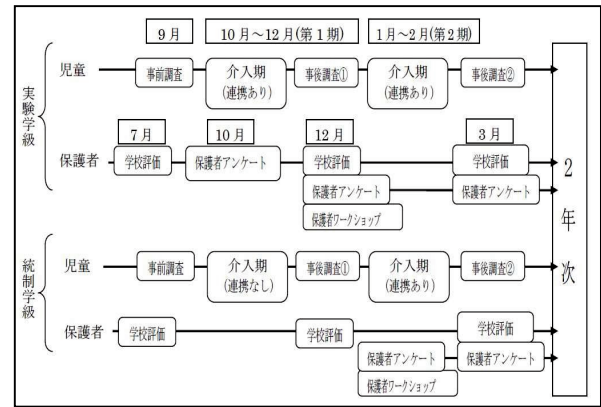 9月 10月～12月(第1期) 1月～2月(第2期)
実験学級
児童 事前調査 介入期 事後調査① 介入期 事後調査②
(連携あり) (連携あり)
7月 10月 12月 3月
保護者 学校評価 保護者アンケート 学校評価 学校評価
保護者アンケート 保護者アンケート
保護者ワークショップ
統制学級
児童 事前調査 介入期 事後調査① 介入期 事後調査②
(連携なし) (連携あり)
保護者 学校評価 学校評価 学校評価
保護者アンケート 保護者アンケート
保護者ワークショップ
2年次